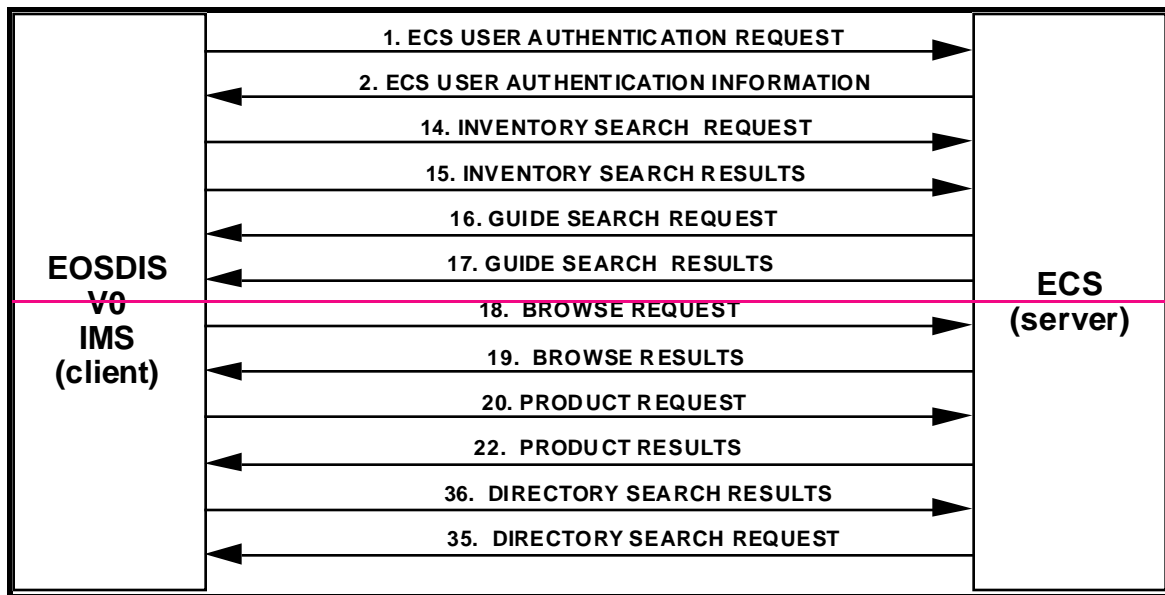 1. ECS USER AUTHENTICATION REQUEST
2. ECS USER AUTHENTICATION INFORMATION
14. INVENTORY SEARCH REQUEST
15. INVENTORY SEARCH RESULTS
16. GUIDE SEARCH REQUEST
17. GUIDE SEARCH RESULTS
18. BROWSE REQUEST
19. BROWSE RESULTS
20. PRODUCT REQUEST
22. PRODUCT RESULTS
36. DIRECTORY SEARCH RESULTS
35. DIRECTORY SEARCH REQUEST
EOSDIS
V0
IMS
(client)
ECS
(server)